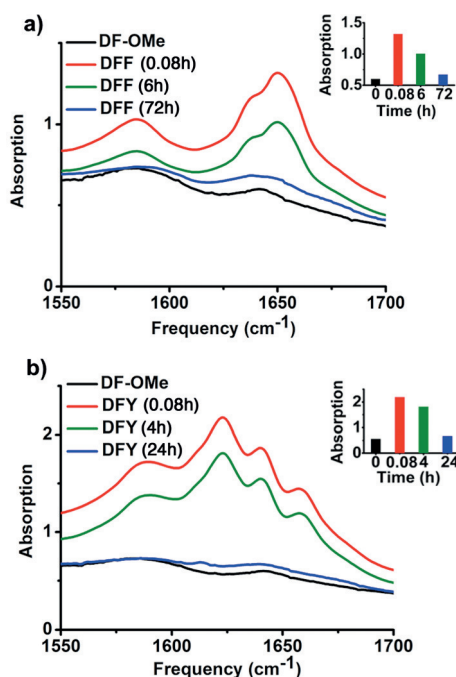 a)
DF-OMe
DFF (0.08h)
DFF (6h)
DFF (72h)
Absorption
1
0
1550 1600 1650 1700
Frequency (cm-1)
Absorption
1.5
1.0
0.5
0 0.08 6 72
Time (h)
b)
DF-OMe
DFY (0.08h)
DFY (4h)
DFY (24h)
Absorption
2
1
0
1550 1600 1650 1700
Frequency (cm-1)
Absorption
2
1
0
0 0.08 4 24
Time (h)